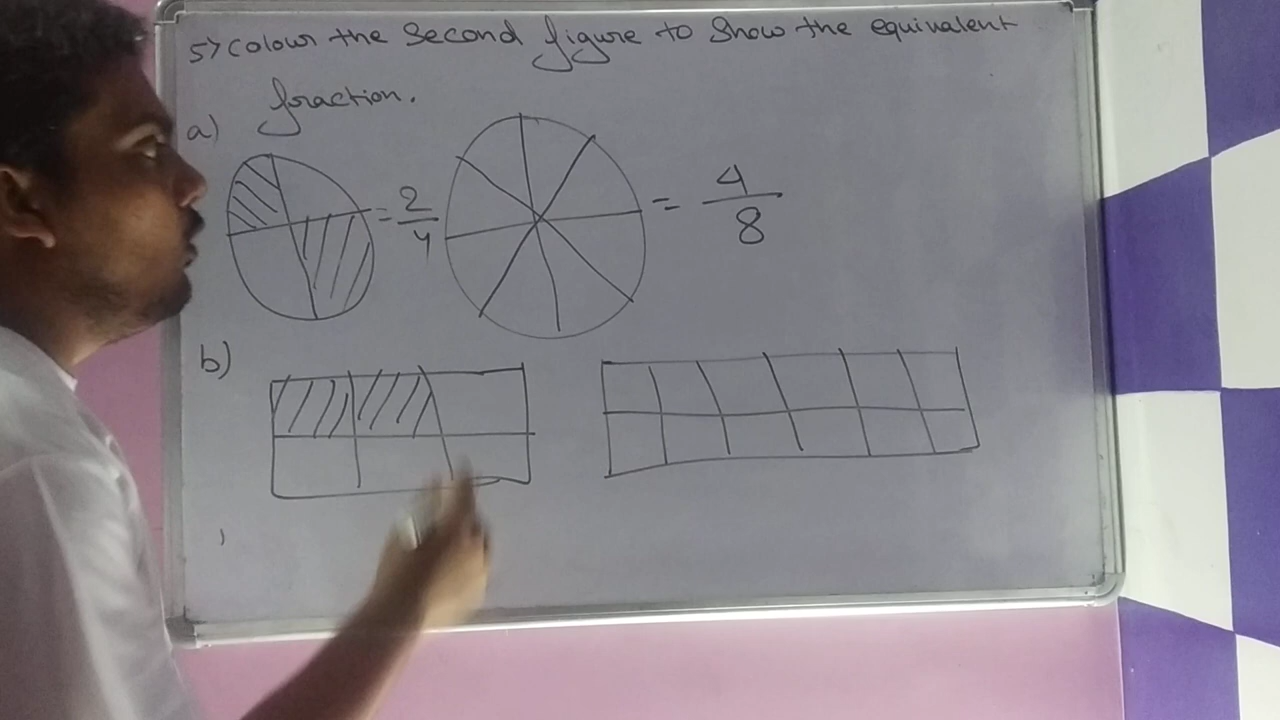 5> Colour the Second figure to Show the equivalent
fraction.
a)
= 2/4
= 4/8
b)